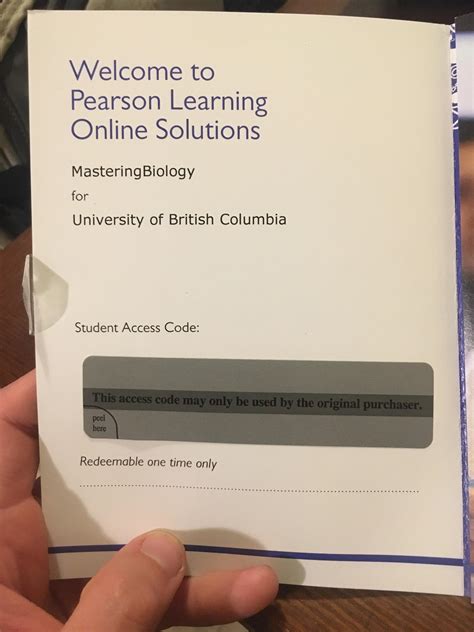 Welcome to
Pearson Learning
Online Solutions
MasteringBiology
for
University of British Columbia
Student Access Code:
This access code may only be used by the original purchaser.
peel
here
Redeemable one time only